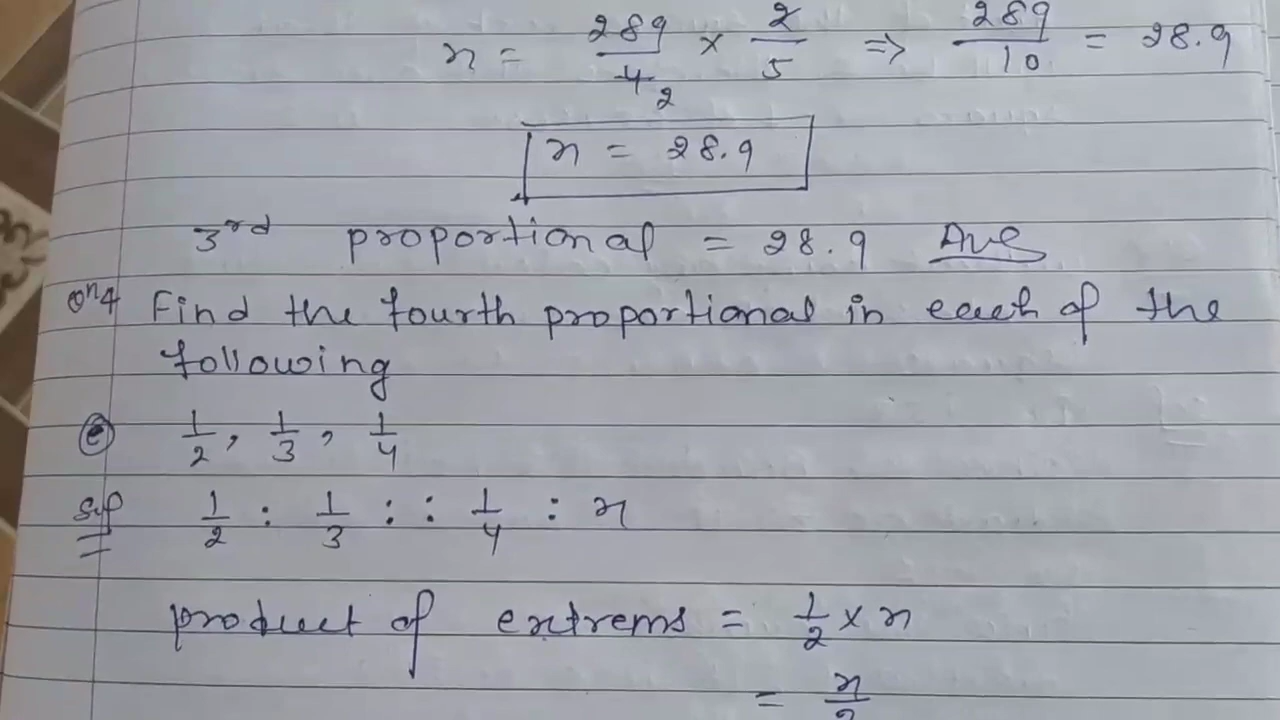 x = 289/4 × 2/5 ⇒ 289/10 = 28.9
2
x = 28.9
3rd proportional = 28.9 Ans
Qn4 Find the fourth proportional in each of the
following
(e) 1/2, 1/3, 1/4
Sol 1/2 : 1/3 : : 1/4 : x
product of extrems = 1/2 × x
= x/2